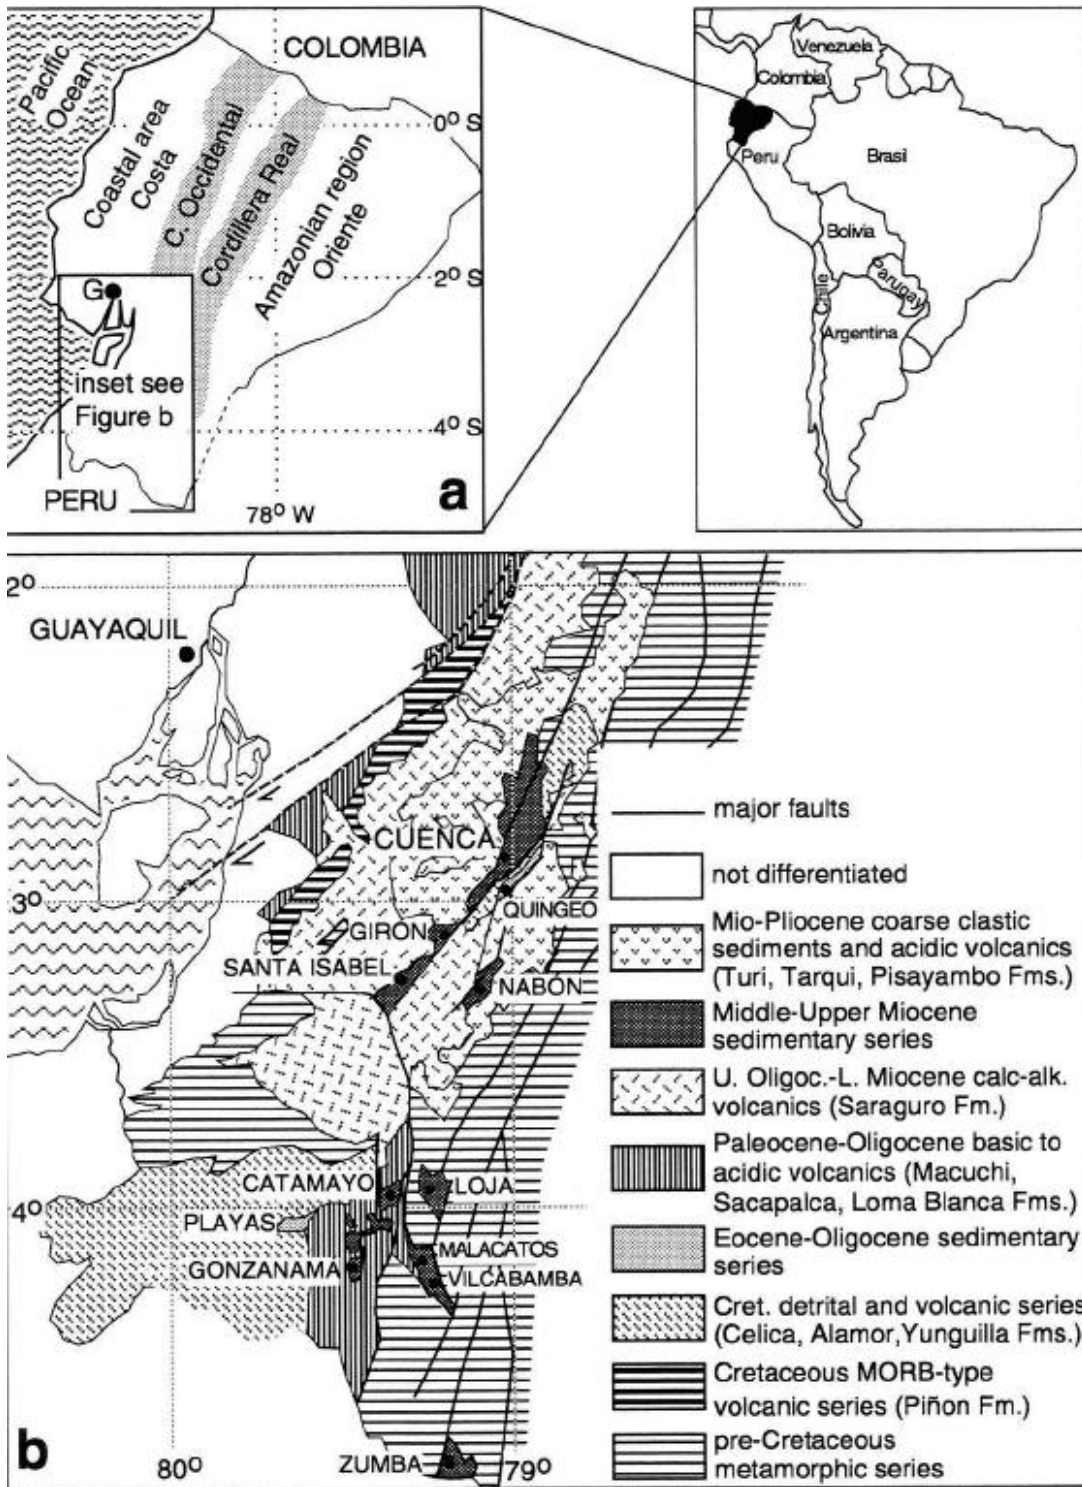 Pacific
Ocean
Coastal area
Costa
C. Occidental
Cordillera Real
Amazonian region
Oriente
COLOMBIA
0° S
2° S
4° S
G
inset see
Figure b
PERU
78° W
a
Venezuela
Colombia
Peru
Brasil
Bolivia
Paruguay
Chile
Argentina
2°
GUAYAQUIL
CUENCA
3°
QUINGEO
GIRON
SANTA ISABEL
NABON
CATAMAYO
LOJA
4°
PLAYAS
MALACATOS
GONZANAMA
VILCABAMBA
b
80°
ZUMBA
79°
major faults
not differentiated
Mio-Pliocene coarse clastic
sediments and acidic volcanics
(Turi, Tarqui, Pisayambo Fms.)
Middle-Upper Miocene
sedimentary series
U. Oligoc.-L. Miocene calc-alk.
volcanics (Saraguro Fm.)
Paleocene-Oligocene basic to
acidic volcanics (Macuchi,
Sacapalca, Loma Blanca Fms.)
Eocene-Oligocene sedimentary
series
Cret. detrital and volcanic series
(Celica, Alamor,Yunguilla Fms.)
Cretaceous MORB-type
volcanic series (Piñon Fm.)
pre-Cretaceous
metamorphic series